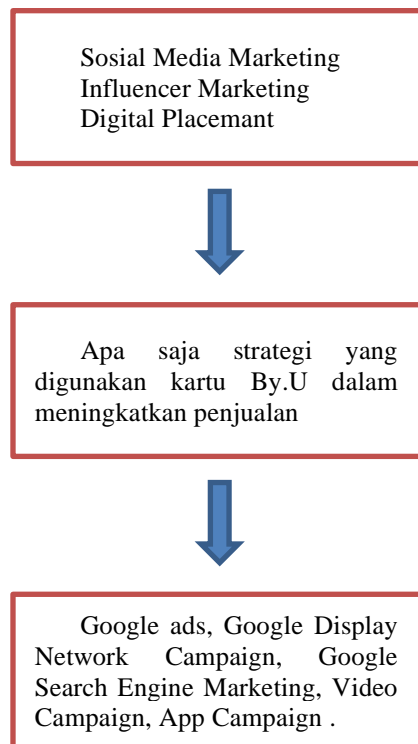 Sosial Media Marketing
Influencer Marketing
Digital Placemant
Apa saja strategi yang
digunakan kartu By.U dalam
meningkatkan penjualan
Google ads, Google Display
Network Campaign, Google
Search Engine Marketing, Video
Campaign, App Campaign .